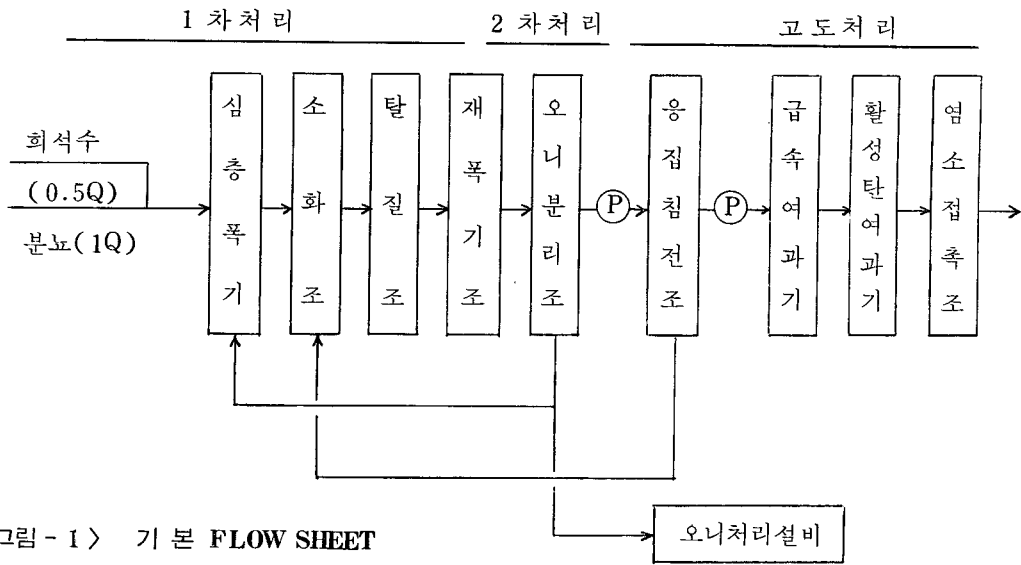 1 차처리
2 차처리
고도처리
희석수
(0.5Q)
분뇨(1Q)
심층폭기
소화조
탈질조
재폭기조
오니분리조
P
응집침전조
P
급속여과기
활성탄여과기
염소접촉조
오니처리설비
그림 - 1 〉 기 본 FLOW SHEET